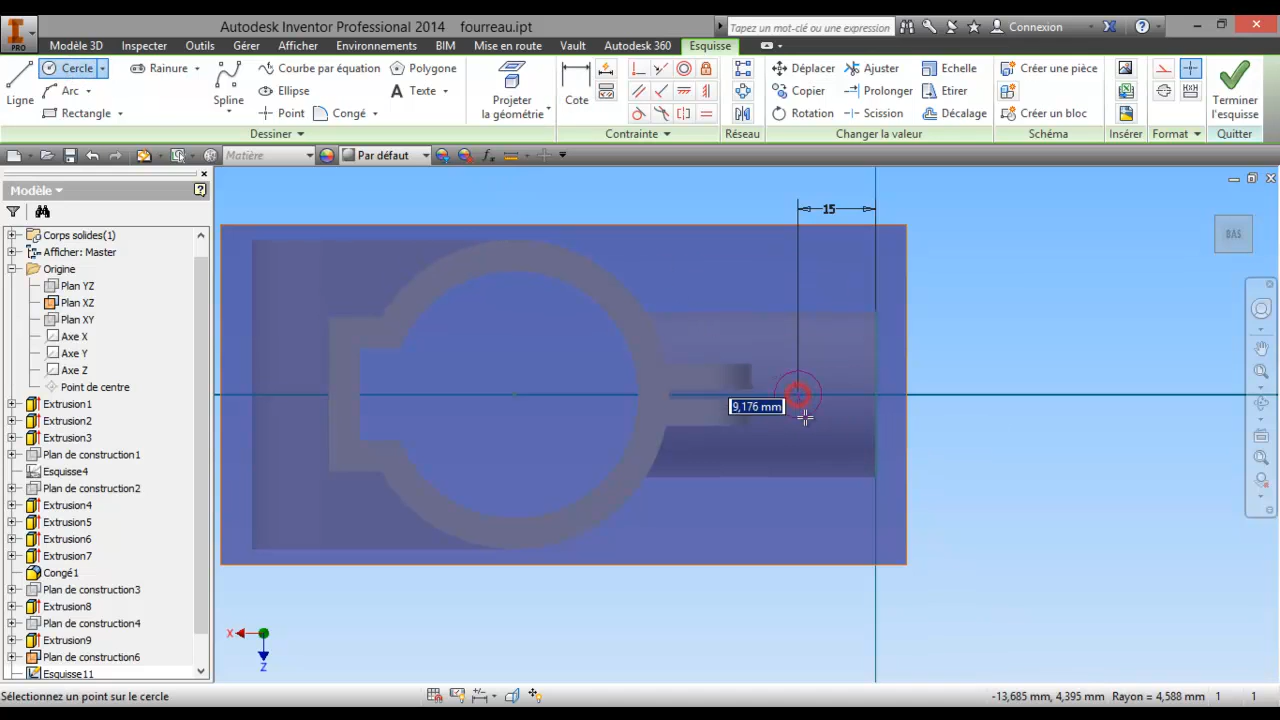 Autodesk Inventor Professional 2014 fourreau.ipt
Tapez un mot-clé ou une expression.
Connexion
PRO
Modèle 3D Inspecter Outils Gérer Afficher Environnements BIM Mise en route Vault Autodesk 360 Esquisse
Cercle Rainure Courbe par équation Polygone
Arc Ellipse Texte
Rectangle Point Congé
Ligne
Spline
Projeter
la géométrie
Cote
Déplacer Ajuster Echelle
Copier Prolonger Etirer
Rotation Scission Décalage
Créer une pièce
Créer un bloc
Terminer
l'esquisse
Dessiner Contrainte Réseau Changer la valeur Schéma Insérer Format Quitter
Matière Par défaut
Modèle
Corps solides(1)
Afficher: Master
Origine
Plan YZ
Plan XZ
Plan XY
Axe X
Axe Y
Axe Z
Point de centre
Extrusion1
Extrusion2
Extrusion3
Plan de construction1
Esquisse4
Plan de construction2
Extrusion4
Extrusion5
Extrusion6
Extrusion7
Congé1
Plan de construction3
Extrusion8
Plan de construction4
Extrusion9
Plan de construction6
Esquisse11
15
BAS
9,176 mm
X
Z
Sélectionnez un point sur le cercle
-13,685 mm, 4,395 mm Rayon = 4,588 mm 1 1